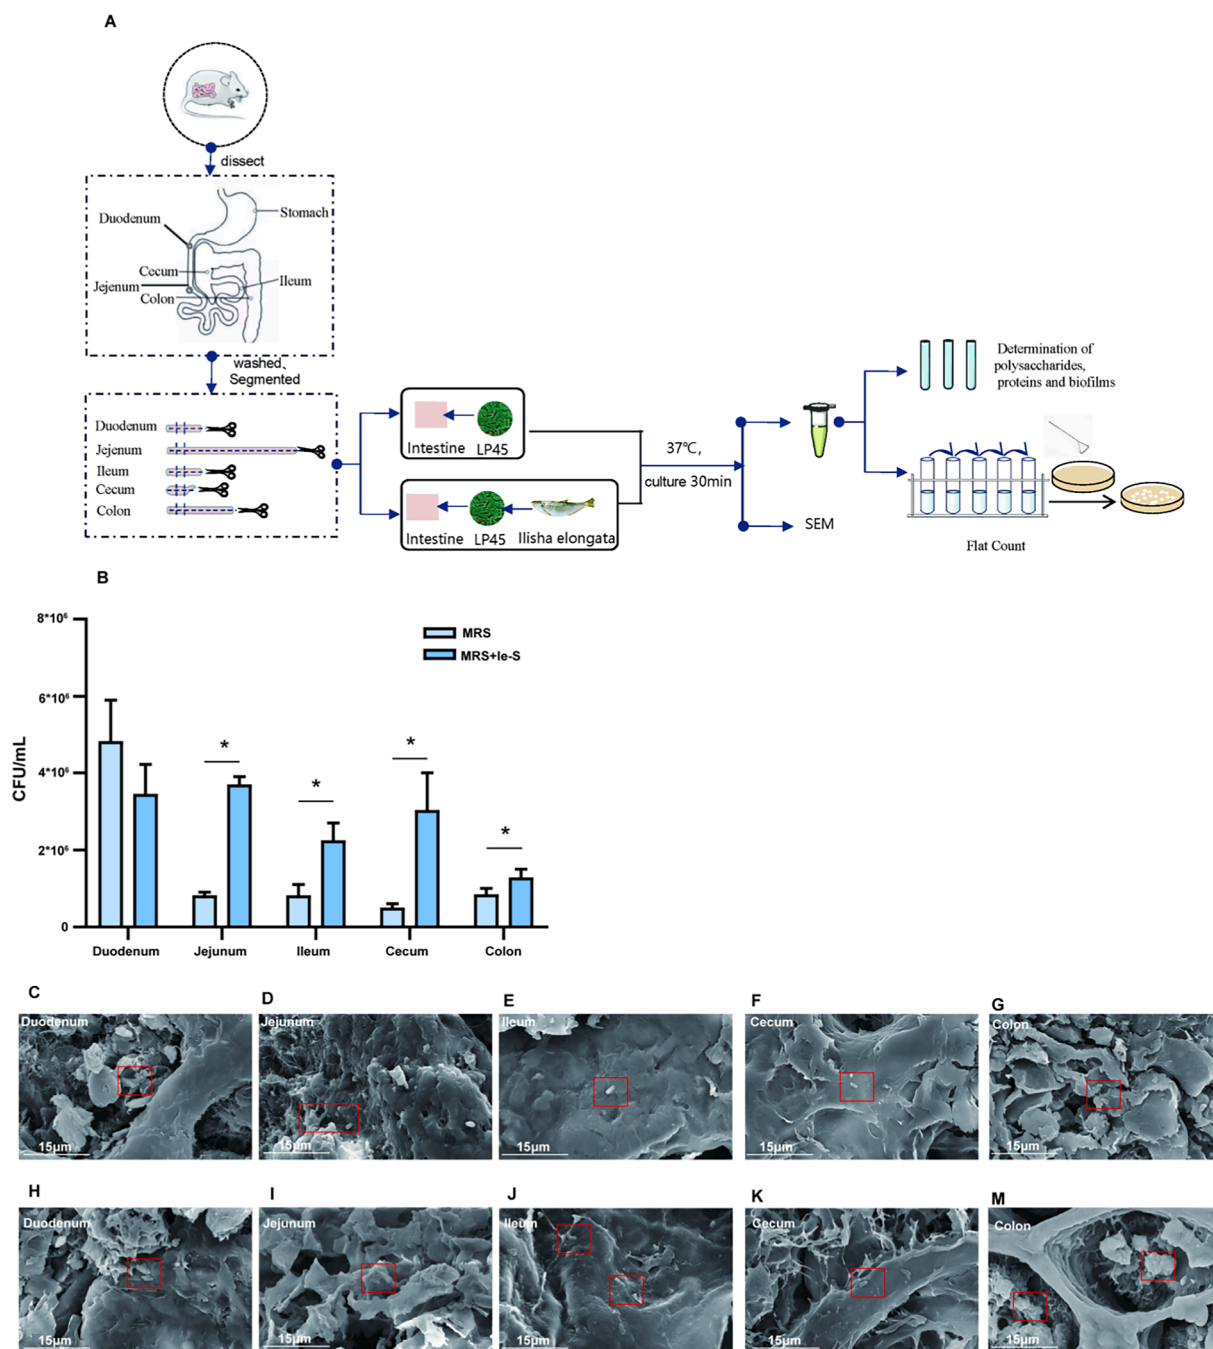 A
dissect
Duodenum
Stomach
Cecum
Ileum
Jejenum
Colon
washed、
Segmented
Duodenum
Jejenum
Ileum
Cecum
Colon
Intestine
LP45
Intestine
LP45
Ilisha elongata
37℃,
culture 30min
SEM
Determination of
polysaccharides,
proteins and biofilms
Flat Count
B
CFU/mL
8*10⁶
6*10⁶
4*10⁶
2*10⁶
0
MRS
MRS+Ie-S
*
*
*
*
Duodenum
Jejunum
Ileum
Cecum
Colon
C
Duodenum
15μm
D
Jejunum
15μm
E
Ileum
15μm
F
Cecum
15μm
G
Colon
15μm
H
Duodenum
15μm
I
Jejunum
15μm
J
Ileum
15μm
K
Cecum
15μm
M
Colon
15μm